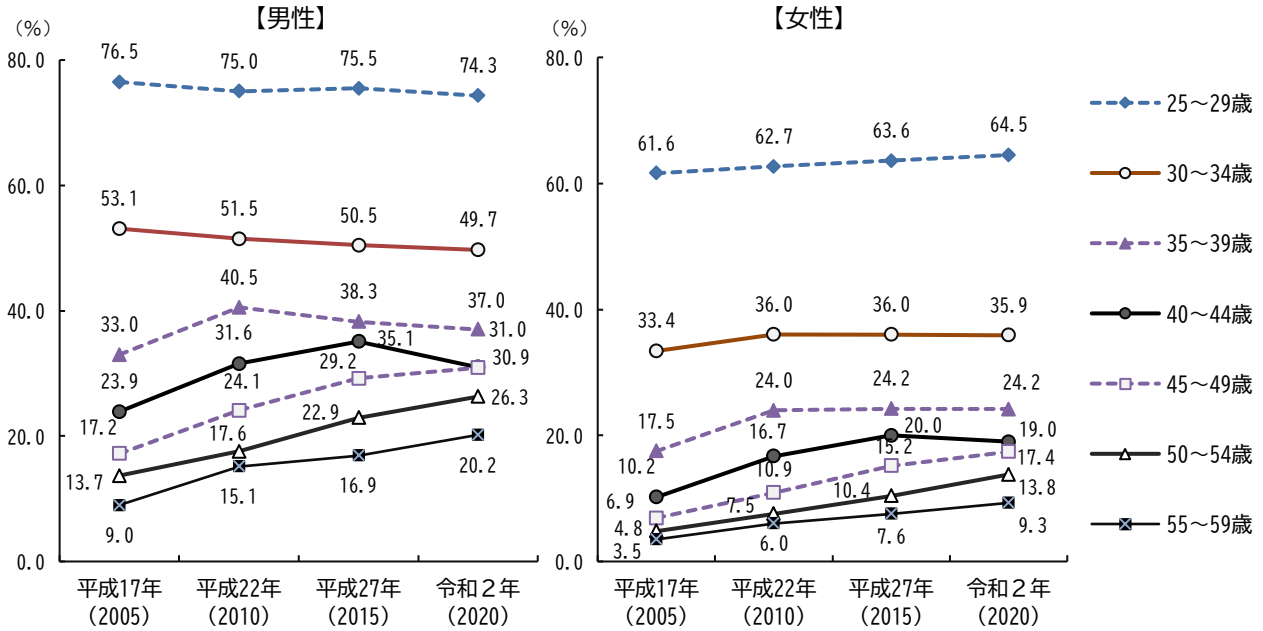 【男性】
(%)
80.0
60.0
40.0
20.0
0.0
76.5 75.0 75.5 74.3
53.1 51.5 50.5 49.7
33.0 40.5 38.3 37.0
23.9 31.6 35.1 31.0
17.2 24.1 29.2 30.9
13.7 17.6 22.9 26.3
9.0 15.1 16.9 20.2
平成17年 平成22年 平成27年 令和２年
(2005) (2010) (2015) (2020)
【女性】
(%)
80.0
60.0
40.0
20.0
0.0
61.6 62.7 63.6 64.5
33.4 36.0 36.0 35.9
17.5 24.0 24.2 24.2
10.2 16.7 20.0 19.0
6.9 10.9 15.2 17.4
4.8 7.5 10.4 13.8
3.5 6.0 7.6 9.3
平成17年 平成22年 平成27年 令和２年
(2005) (2010) (2015) (2020)
25～29歳
30～34歳
35～39歳
40～44歳
45～49歳
50～54歳
55～59歳